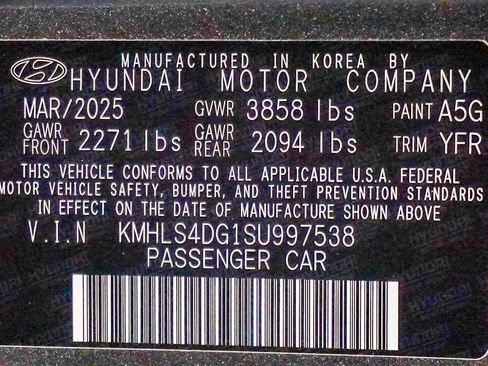 MANUFACTURED IN KOREA BY
HYUNDAI MOTOR COMPANY
MAR/2025 GVWR 3858 lbs PAINT A5G
GAWR FRONT 2271 lbs GAWR REAR 2094 lbs TRIM YFR
THIS VEHICLE CONFORMS TO ALL APPLICABLE U.S.A. FEDERAL
MOTOR VEHICLE SAFETY, BUMPER, AND THEFT PREVENTION STANDARDS
IN EFFECT ON THE DATE OF MANUFACTURE SHOWN ABOVE
V.I.N KMHLS4DG1SU997538
PASSENGER CAR